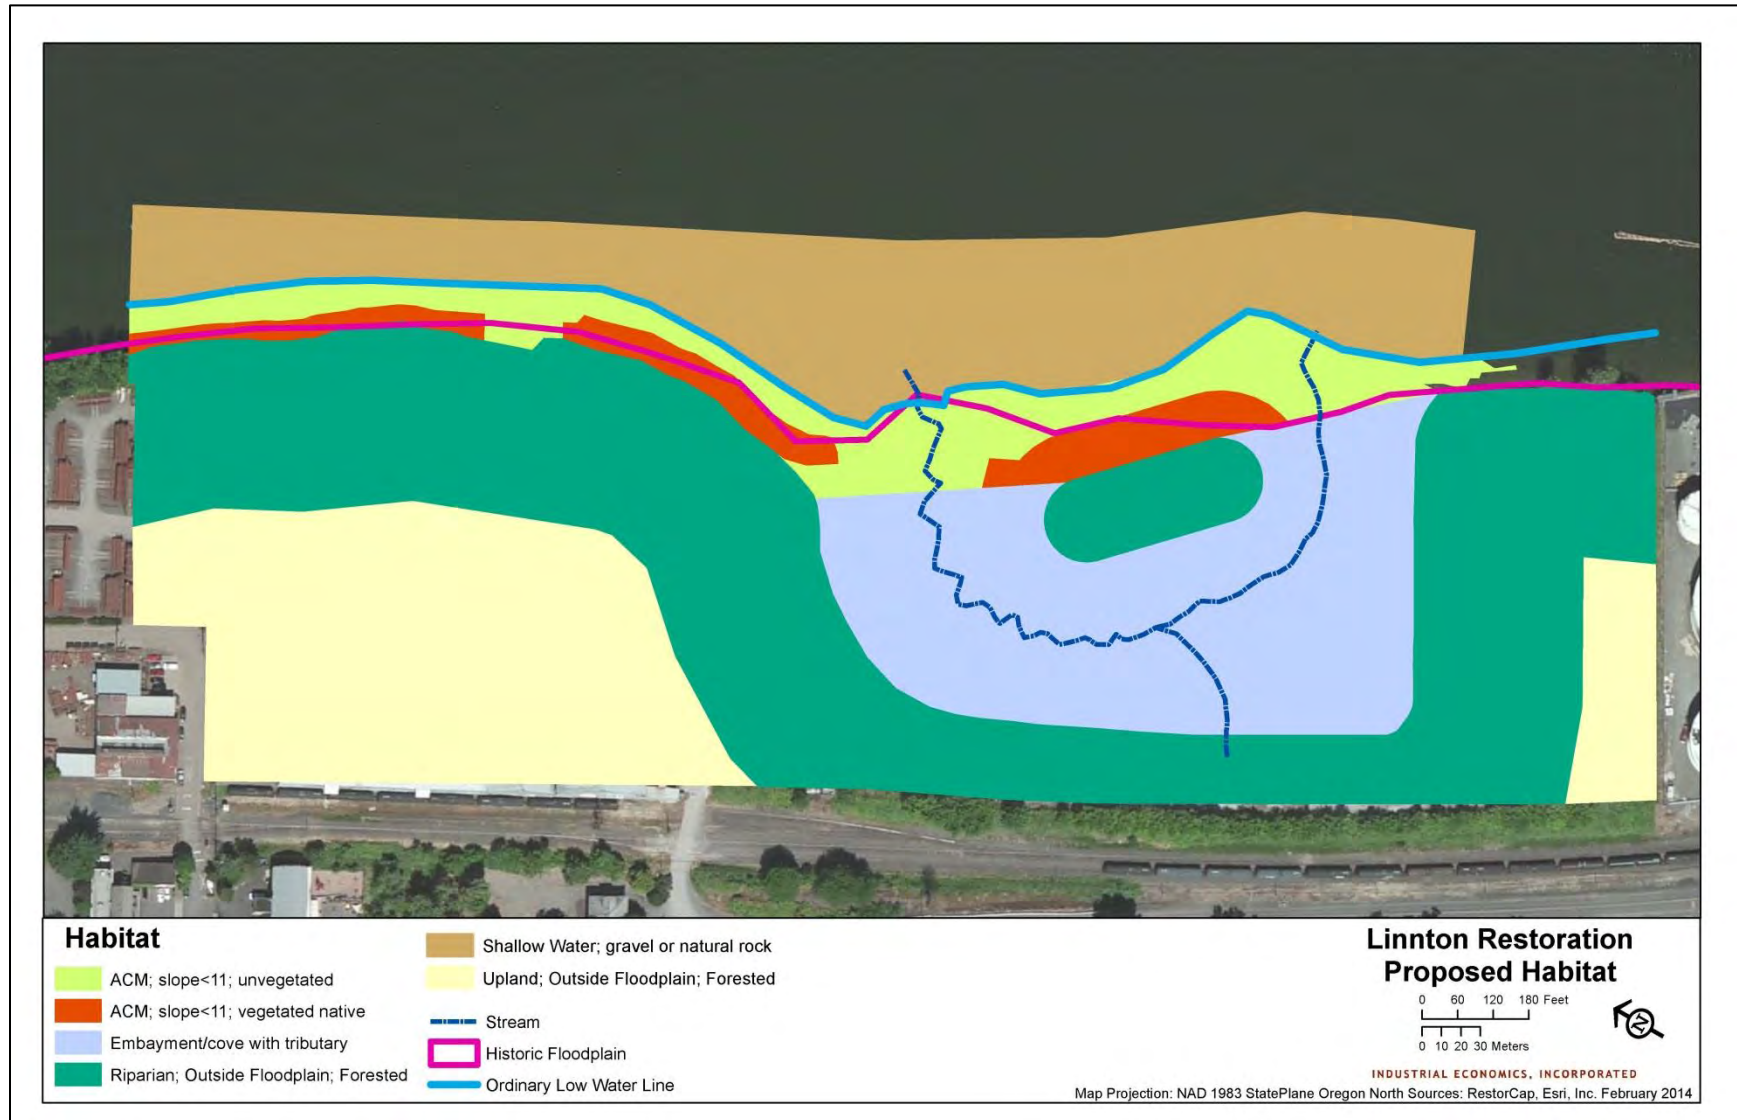 Habitat
ACM; slope<11; unvegetated
ACM; slope<11; vegetated native
Embayment/cove with tributary
Riparian; Outside Floodplain; Forested
Shallow Water; gravel or natural rock
Upland; Outside Floodplain; Forested
Stream
Historic Floodplain
Ordinary Low Water Line
Linnton Restoration
Proposed Habitat
0 60 120 180 Feet
0 10 20 30 Meters
N
INDUSTRIAL ECONOMICS, INCORPORATED
Map Projection: NAD 1983 StatePlane Oregon North Sources: RestorCap, Esri, Inc. February 2014